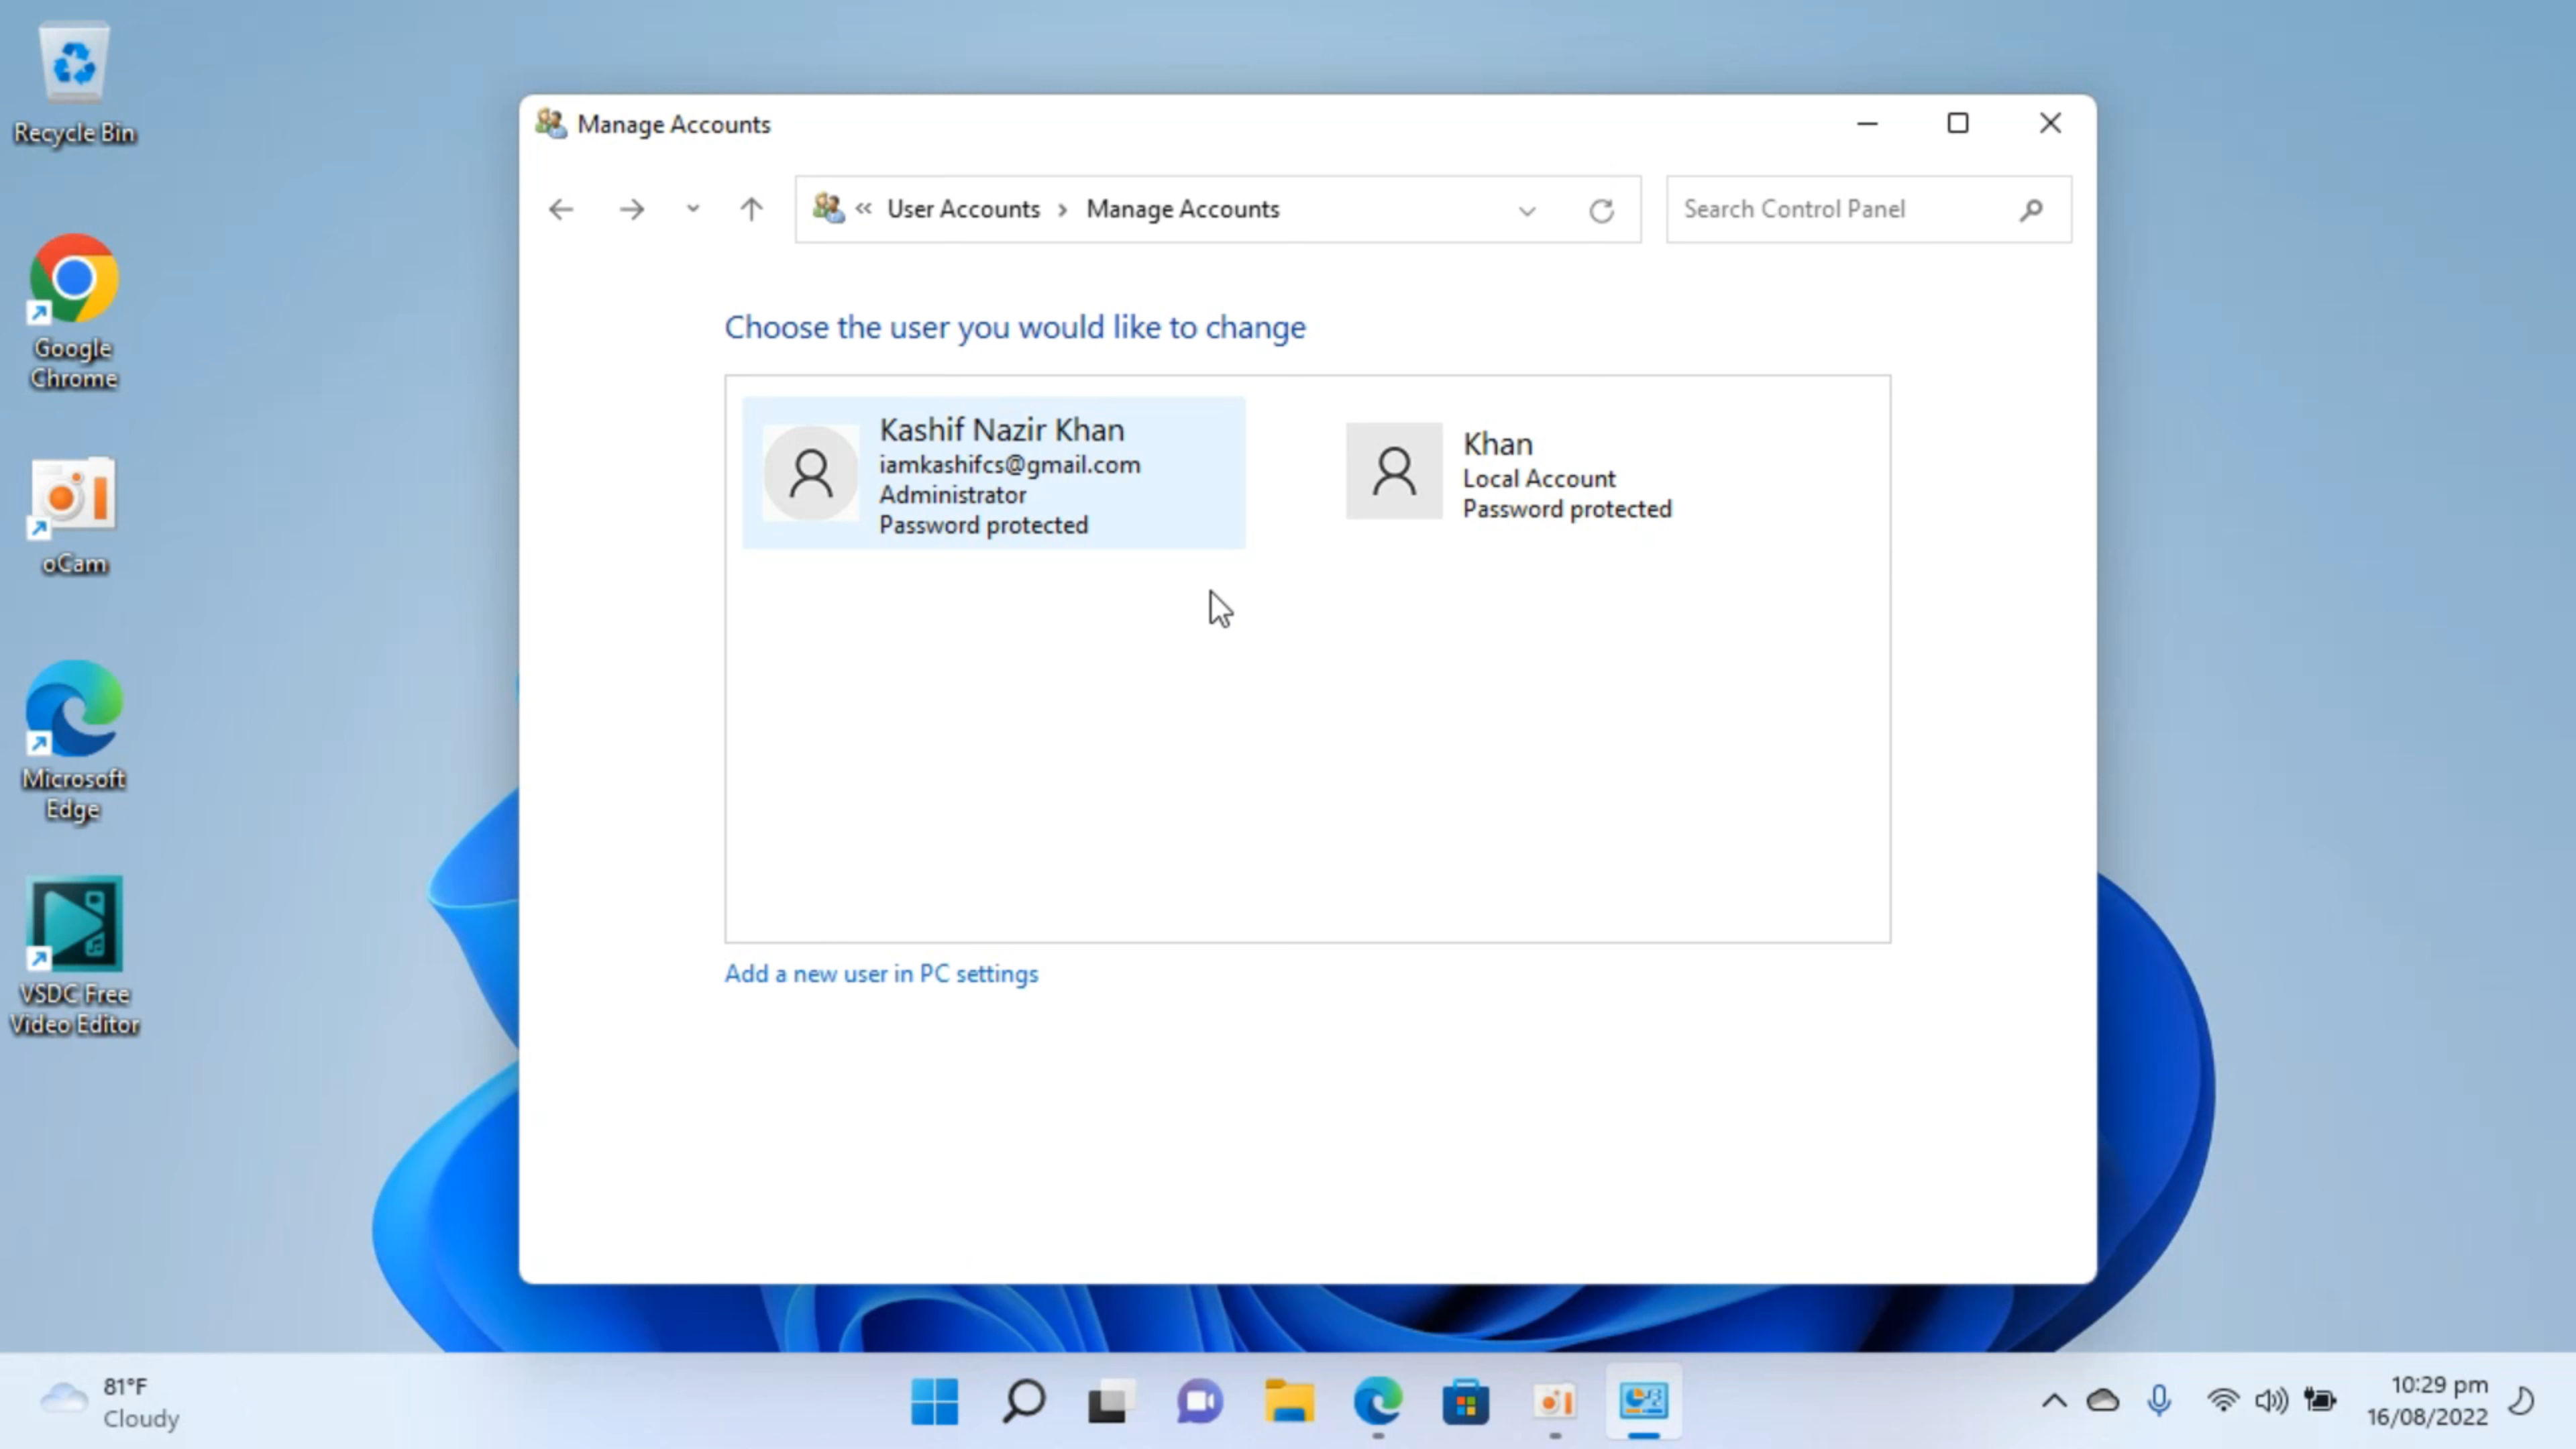 Recycle Bin
Google
Chrome
oCam
Microsoft
Edge
VSDC Free
Video Editor
Manage Accounts
« User Accounts > Manage Accounts
Search Control Panel
Choose the user you would like to change
Kashif Nazir Khan
iamkashifcs@gmail.com
Administrator
Password protected
Khan
Local Account
Password protected
Add a new user in PC settings
81°F
Cloudy
10:29 pm
16/08/2022